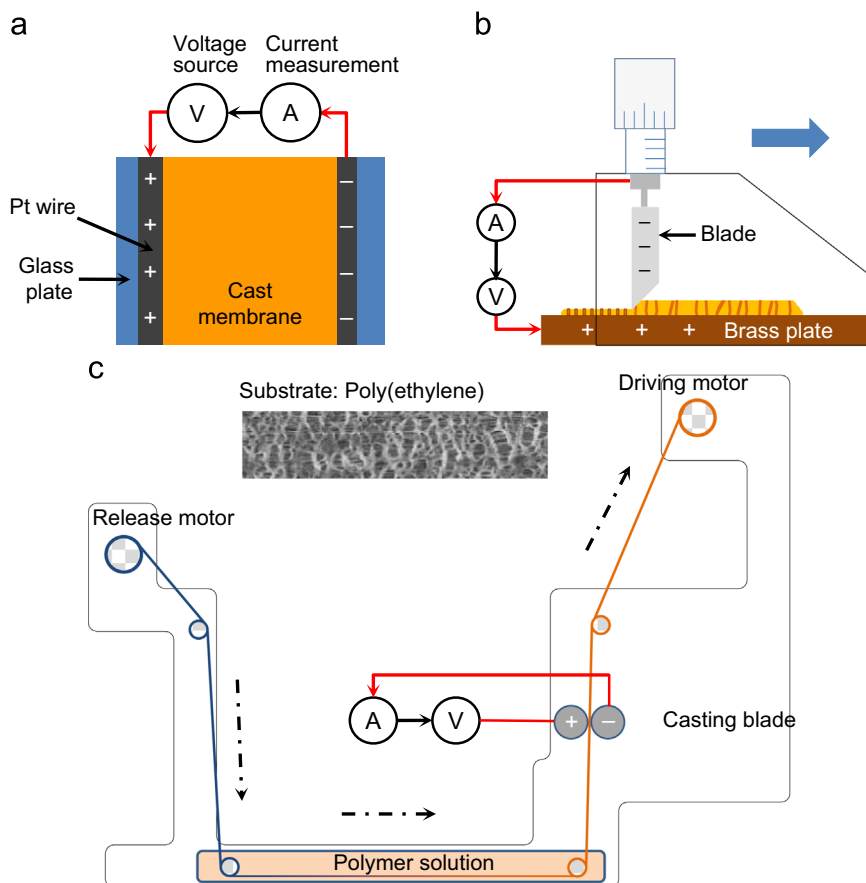 a
Voltage
source
Current
measurement
V
A
+
+
+
+
−
−
−
−
Pt wire
Glass
plate
Cast
membrane
b
A
V
−
−
−
Blade
+ + +
Brass plate
c
Substrate: Poly(ethylene)
Driving motor
Release motor
A
V
+
−
Casting blade
Polymer solution